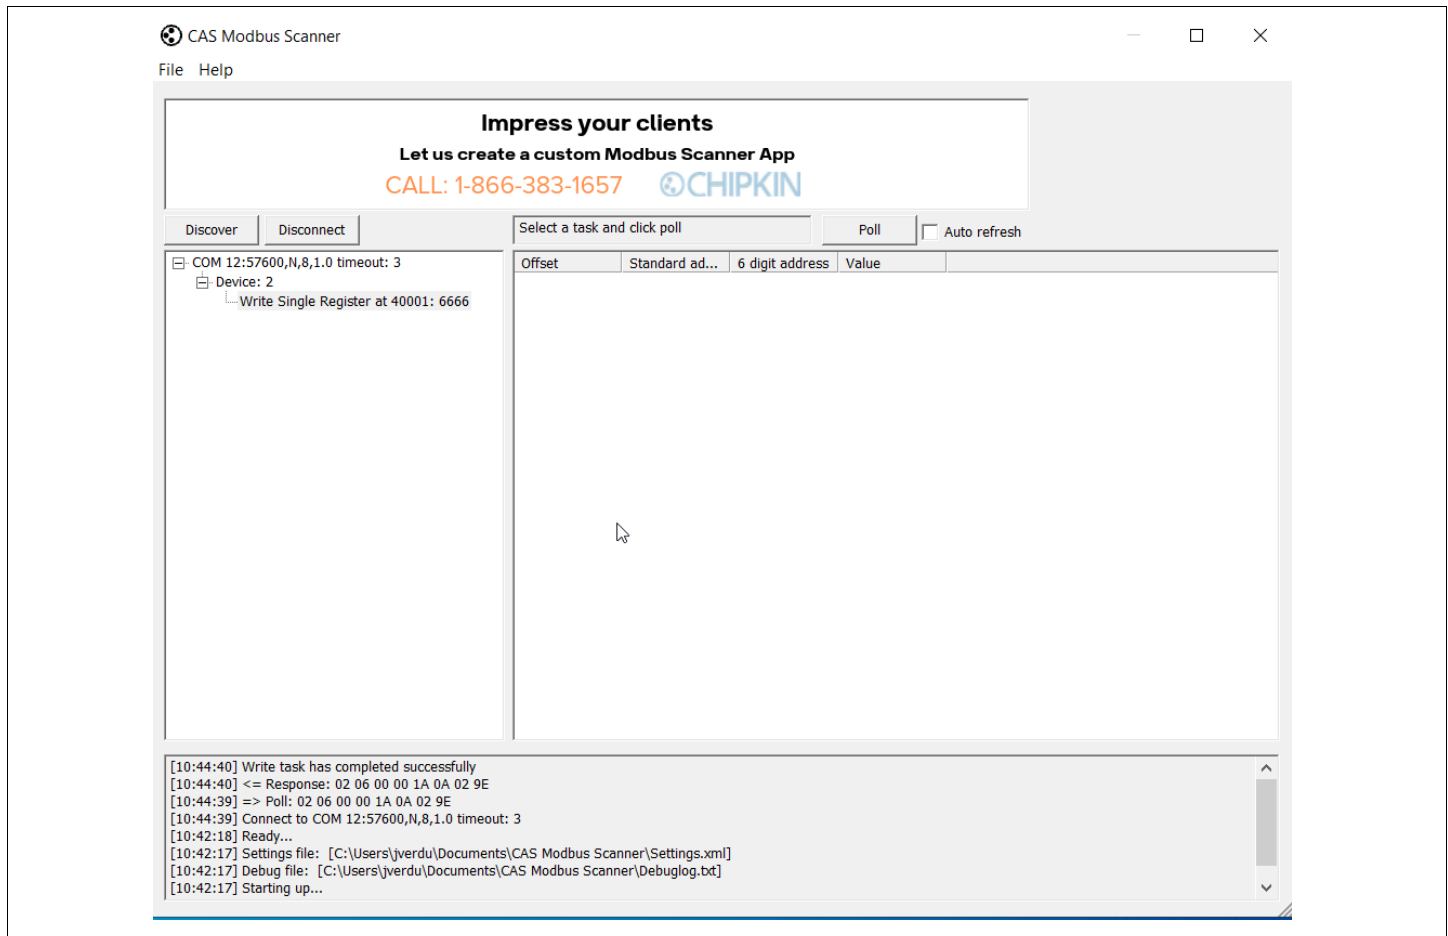 CAS Modbus Scanner
File Help
Impress your clients
Let us create a custom Modbus Scanner App
CALL: 1-866-383-1657 CHIPKIN
Discover Disconnect Select a task and click poll Poll Auto refresh
COM 12:57600,N,8,1.0 timeout: 3
Device: 2
Write Single Register at 40001: 6666
Offset Standard ad... 6 digit address Value
[10:44:40] Write task has completed successfully
[10:44:40] <= Response: 02 06 00 00 1A 0A 02 9E
[10:44:39] => Poll: 02 06 00 00 1A 0A 02 9E
[10:44:39] Connect to COM 12:57600,N,8,1.0 timeout: 3
[10:42:18] Ready...
[10:42:17] Settings file: [C:\Users\jverdu\Documents\CAS Modbus Scanner\Settings.xml]
[10:42:17] Debug file: [C:\Users\jverdu\Documents\CAS Modbus Scanner\Debuglog.txt]
[10:42:17] Starting up...